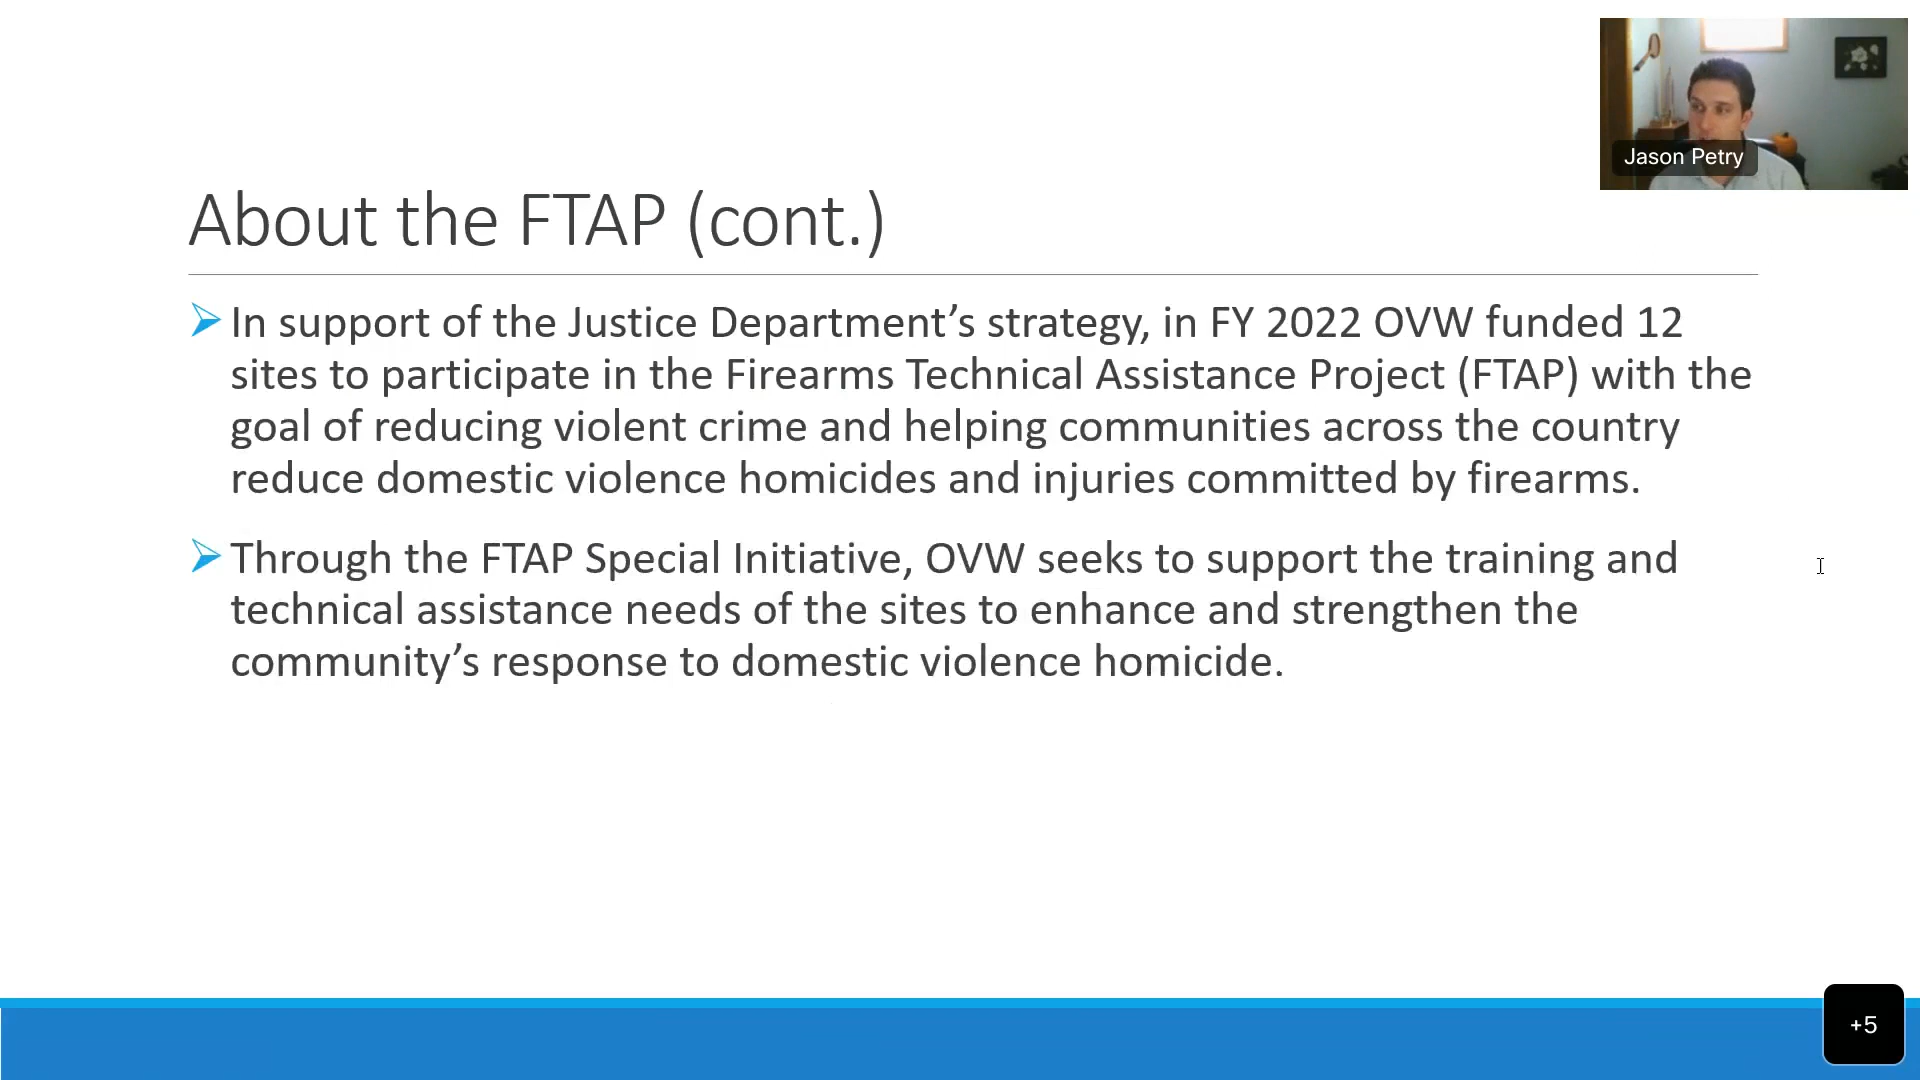 Jason Petry
About the FTAP (cont.)
In support of the Justice Department’s strategy, in FY 2022 OVW funded 12
sites to participate in the Firearms Technical Assistance Project (FTAP) with the
goal of reducing violent crime and helping communities across the country
reduce domestic violence homicides and injuries committed by firearms.
Through the FTAP Special Initiative, OVW seeks to support the training and
technical assistance needs of the sites to enhance and strengthen the
community’s response to domestic violence homicide.
+5